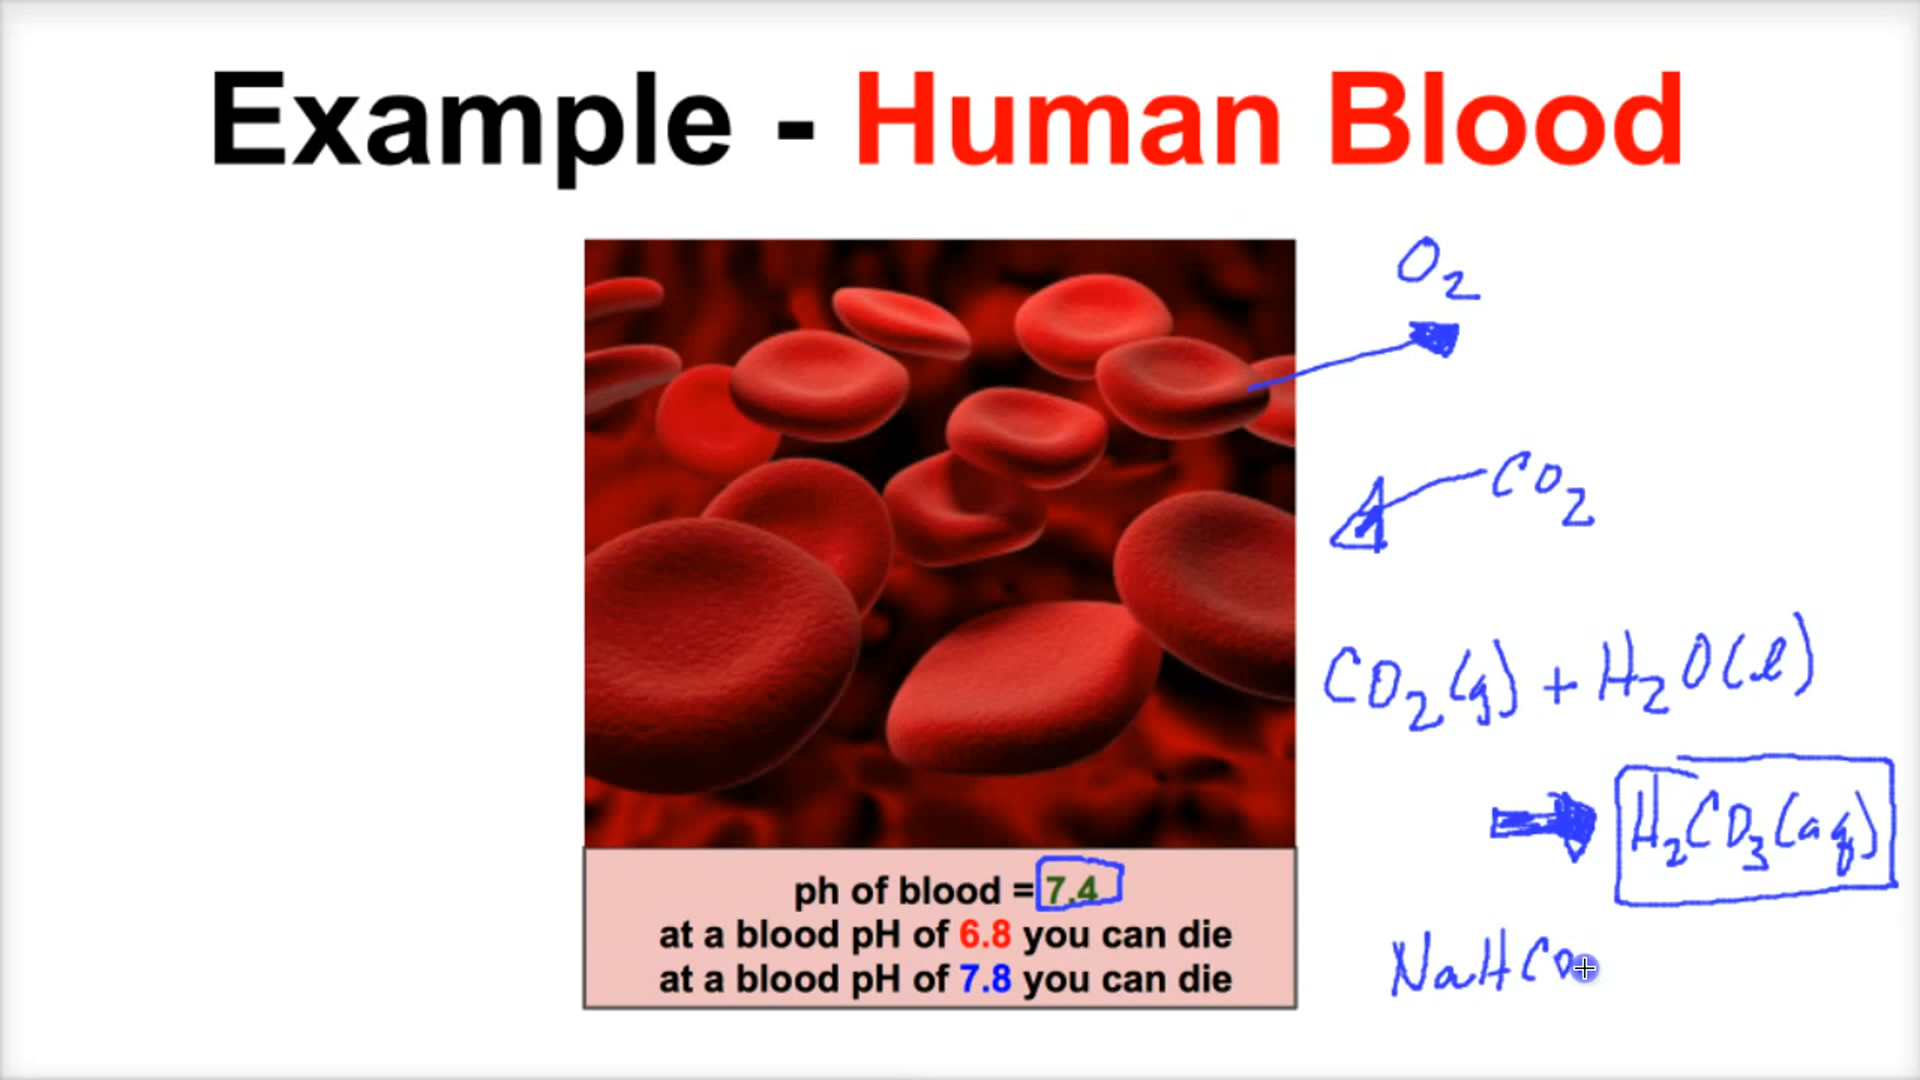 Example - Human Blood
O₂
CO₂
CO₂(g) + H₂O(l)
H₂CO₃(aq)
ph of blood = 7.4
at a blood pH of 6.8 you can die
at a blood pH of 7.8 you can die
NaHCO